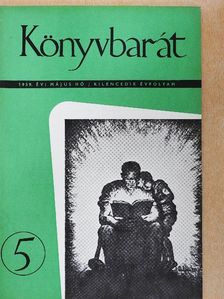 Könyvbarát
1959. ÉVI MÁJUS HÓ / KILENCEDIK ÉVFOLYAM
5